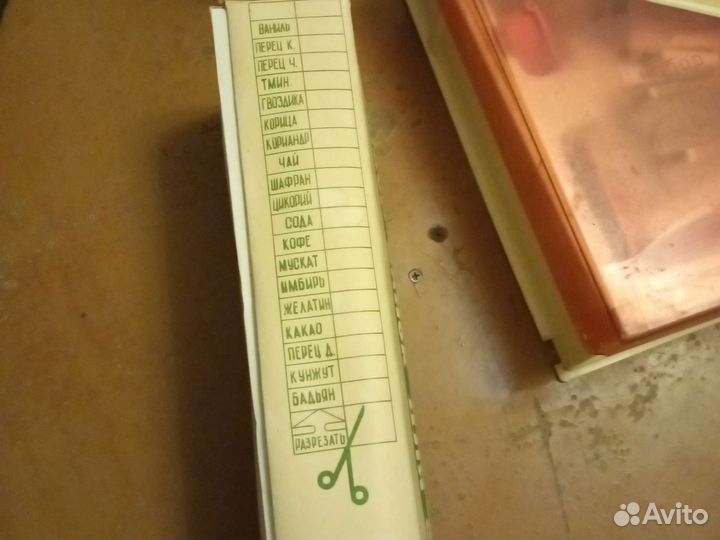 ВАНИЛЬ
ПЕРЕЦ К.
ПЕРЕЦ Ч.
ТМИН.
ГВОЗДИКА
КОРИЦА
КОРИАНДР
ЧАЙ
ШАФРАН
ЦИКОРИЙ
СОДА
КОФЕ
МУСКАТ
ИМБИРЬ
ЖЕЛАТИН
КАКАО
ПЕРЕЦ Д.
КУНЖУТ
БАДЬЯН
РАЗРЕЗАТЬ
Avito